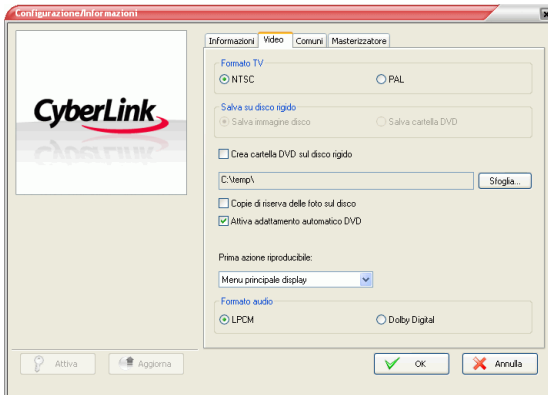 Configurazione/Informazioni
CyberLink
Informazioni Video Comuni Masterizzatore
Formato TV
NTSC PAL
Salva su disco rigido
Salva immagine disco Salva cartella DVD
Crea cartella DVD sul disco rigido
C:\temp\ Sfoglia...
Copie di riserva delle foto sul disco
Attiva adattamento automatico DVD
Prima azione riproducibile:
Menu principale display
Formato audio
LPCM Dolby Digital
Attiva Aggiorna OK Annulla